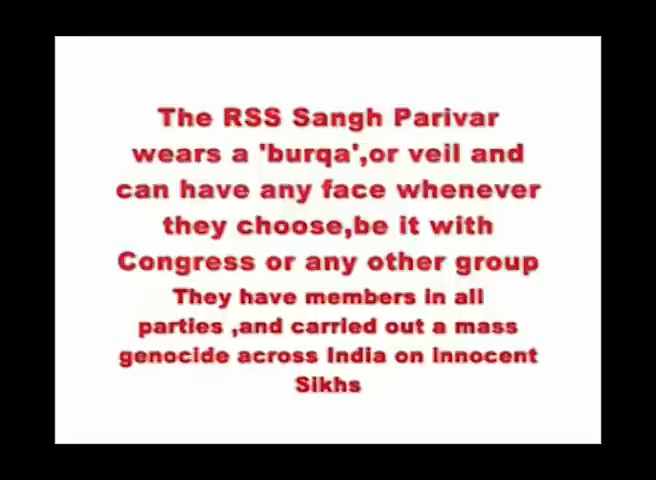 The RSS Sangh Parivar
wears a 'burqa',or veil and
can have any face whenever
they choose,be it with
Congress or any other group
They have members in all
parties ,and carried out a mass
genocide across India on innocent
Sikhs